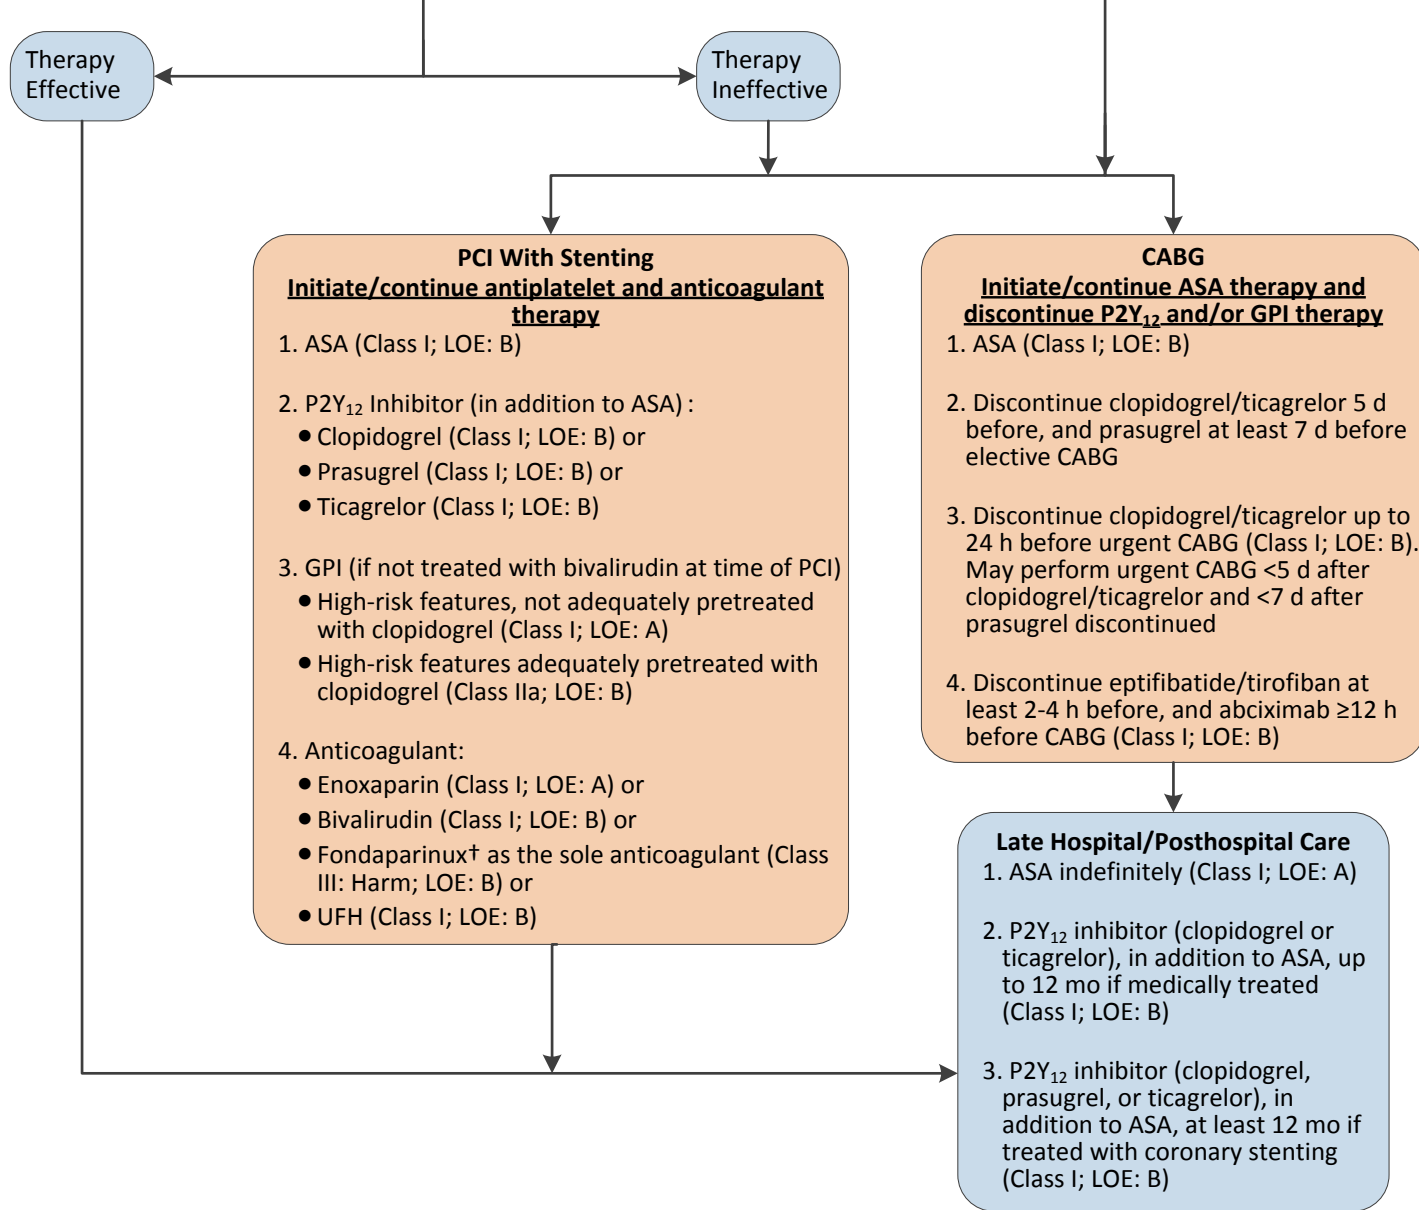 Therapy
Effective
Therapy
Ineffective
PCI With Stenting
Initiate/continue antiplatelet and anticoagulant
therapy
1. ASA (Class I; LOE: B)
2. P2Y₁₂ Inhibitor (in addition to ASA) :
● Clopidogrel (Class I; LOE: B) or
● Prasugrel (Class I; LOE: B) or
● Ticagrelor (Class I; LOE: B)
3. GPI (if not treated with bivalirudin at time of PCI)
● High-risk features, not adequately pretreated
with clopidogrel (Class I; LOE: A)
● High-risk features adequately pretreated with
clopidogrel (Class IIa; LOE: B)
4. Anticoagulant:
● Enoxaparin (Class I; LOE: A) or
● Bivalirudin (Class I; LOE: B) or
● Fondaparinux† as the sole anticoagulant (Class
III: Harm; LOE: B) or
● UFH (Class I; LOE: B)
CABG
Initiate/continue ASA therapy and
discontinue P2Y₁₂ and/or GPI therapy
1. ASA (Class I; LOE: B)
2. Discontinue clopidogrel/ticagrelor 5 d
before, and prasugrel at least 7 d before
elective CABG
3. Discontinue clopidogrel/ticagrelor up to
24 h before urgent CABG (Class I; LOE: B).
May perform urgent CABG <5 d after
clopidogrel/ticagrelor and <7 d after
prasugrel discontinued
4. Discontinue eptifibatide/tirofiban at
least 2-4 h before, and abciximab ≥12 h
before CABG (Class I; LOE: B)
Late Hospital/Posthospital Care
1. ASA indefinitely (Class I; LOE: A)
2. P2Y₁₂ inhibitor (clopidogrel or
ticagrelor), in addition to ASA, up
to 12 mo if medically treated
(Class I; LOE: B)
3. P2Y₁₂ inhibitor (clopidogrel,
prasugrel, or ticagrelor), in
addition to ASA, at least 12 mo if
treated with coronary stenting
(Class I; LOE: B)